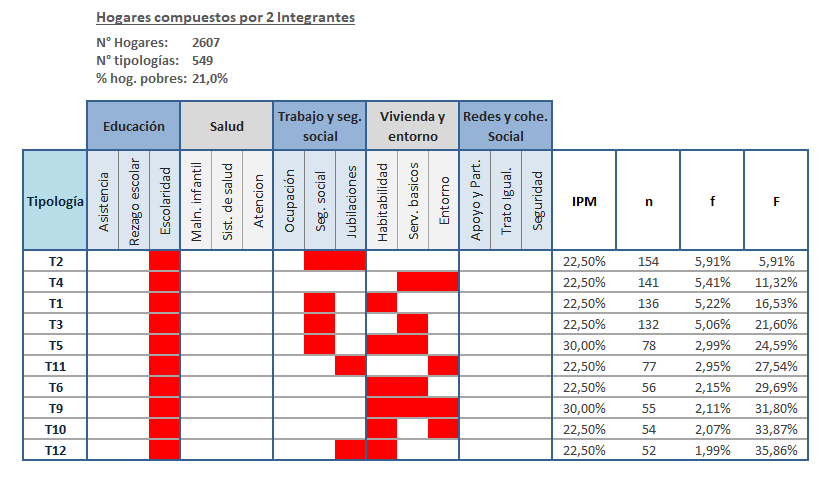 Hogares compuestos por 2 Integrantes
N° Hogares: 2607
N° tipologías: 549
% hog. pobres: 21,0%
Educación Salud Trabajo y seg. social Vivienda y entorno Redes y cohe. Social
Tipología Asistencia Rezago escolar Escolaridad Maln. infantil Sist. de salud Atencion Ocupación Seg. social Jubilaciones Habitabilidad Serv. basicos Entorno Apoyo y Part. Trato Igual. Seguridad IPM n f F
T2 22,50% 154 5,91% 5,91%
T4 22,50% 141 5,41% 11,32%
T1 22,50% 136 5,22% 16,53%
T3 22,50% 132 5,06% 21,60%
T5 30,00% 78 2,99% 24,59%
T11 22,50% 77 2,95% 27,54%
T6 22,50% 56 2,15% 29,69%
T9 30,00% 55 2,11% 31,80%
T10 22,50% 54 2,07% 33,87%
T12 22,50% 52 1,99% 35,86%